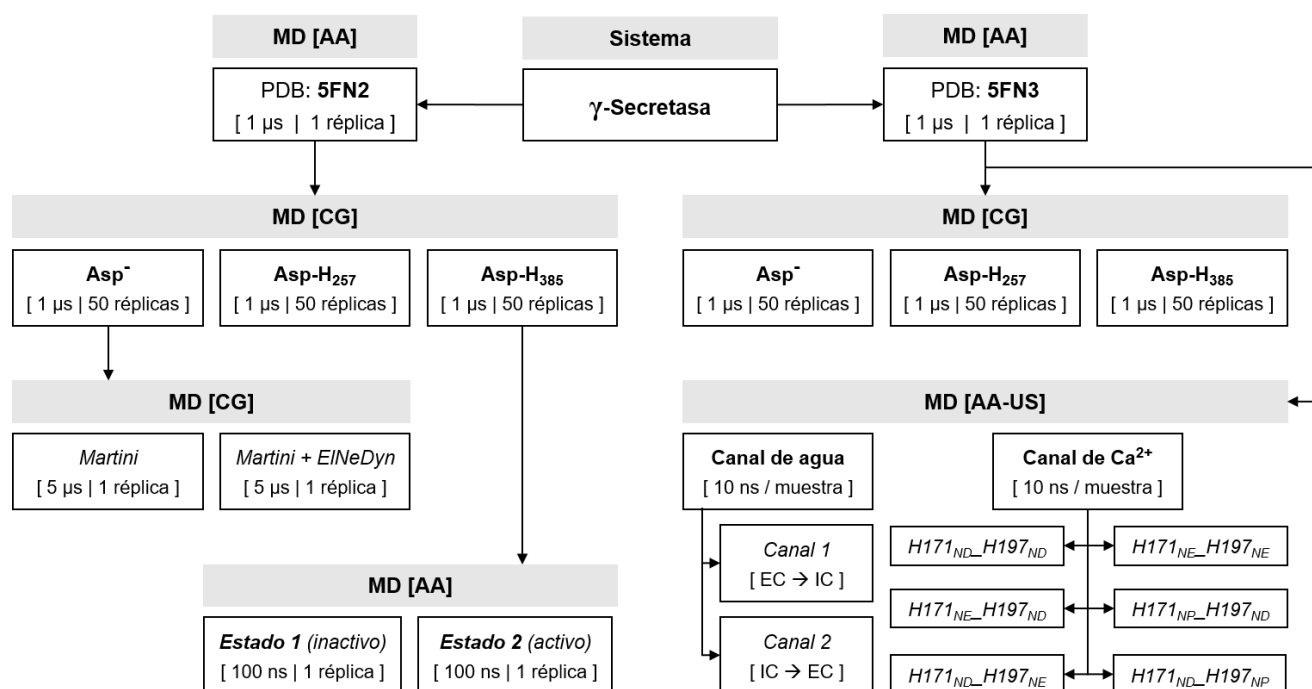 MD [AA]
Sistema
MD [AA]
PDB: 5FN2
[ 1 µs | 1 réplica ]
γ-Secretasa
PDB: 5FN3
[ 1 µs | 1 réplica ]
MD [CG]
Asp⁻
[ 1 µs | 50 réplicas ]
Asp-H₂₅₇
[ 1 µs | 50 réplicas ]
Asp-H₃₈₅
[ 1 µs | 50 réplicas ]
MD [CG]
Asp⁻
[ 1 µs | 50 réplicas ]
Asp-H₂₅₇
[ 1 µs | 50 réplicas ]
Asp-H₃₈₅
[ 1 µs | 50 réplicas ]
MD [CG]
Martini
[ 5 µs | 1 réplica ]
Martini + ElNeDyn
[ 5 µs | 1 réplica ]
MD [AA]
Estado 1 (inactivo)
[ 100 ns | 1 réplica ]
Estado 2 (activo)
[ 100 ns | 1 réplica ]
MD [AA-US]
Canal de agua
[ 10 ns / muestra ]
Canal 1
[ EC → IC ]
Canal 2
[ IC → EC ]
Canal de Ca²⁺
[ 10 ns / muestra ]
H171ND_H197ND
H171NE_H197NE
H171NE_H197ND
H171NP_H197ND
H171ND_H197NE
H171ND_H197NP